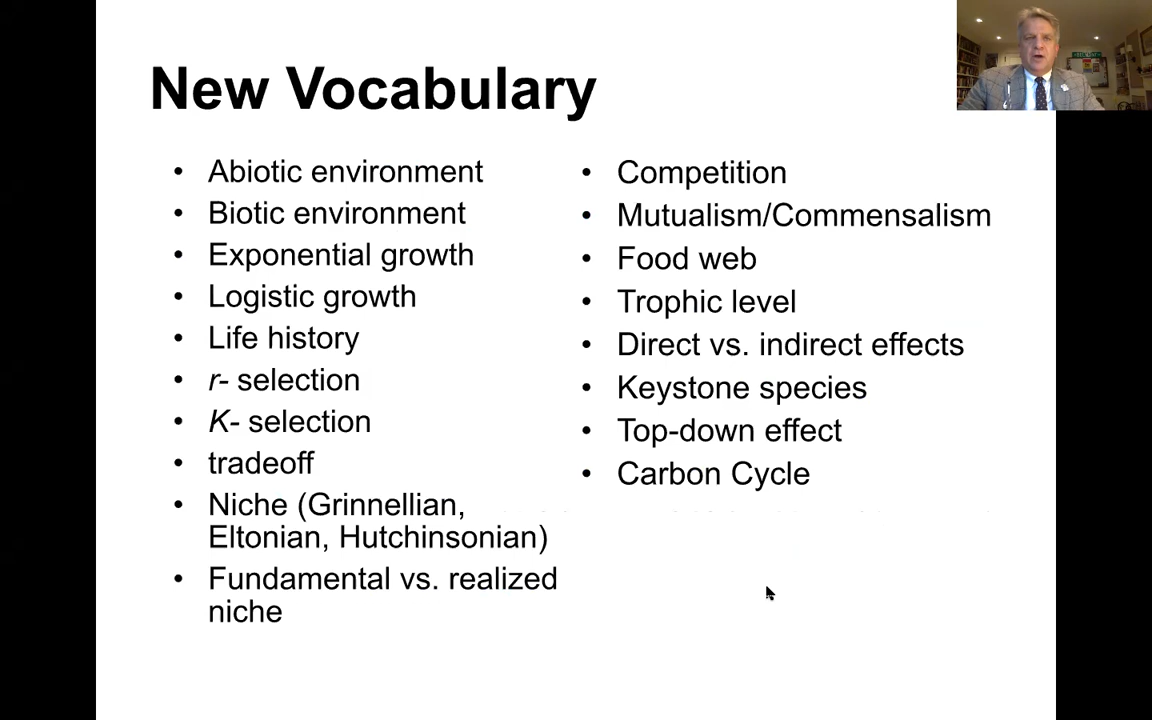 New Vocabulary
• Abiotic environment
• Biotic environment
• Exponential growth
• Logistic growth
• Life history
• r- selection
• K- selection
• tradeoff
• Niche (Grinnellian,
Eltonian, Hutchinsonian)
• Fundamental vs. realized
niche
• Competition
• Mutualism/Commensalism
• Food web
• Trophic level
• Direct vs. indirect effects
• Keystone species
• Top-down effect
• Carbon Cycle